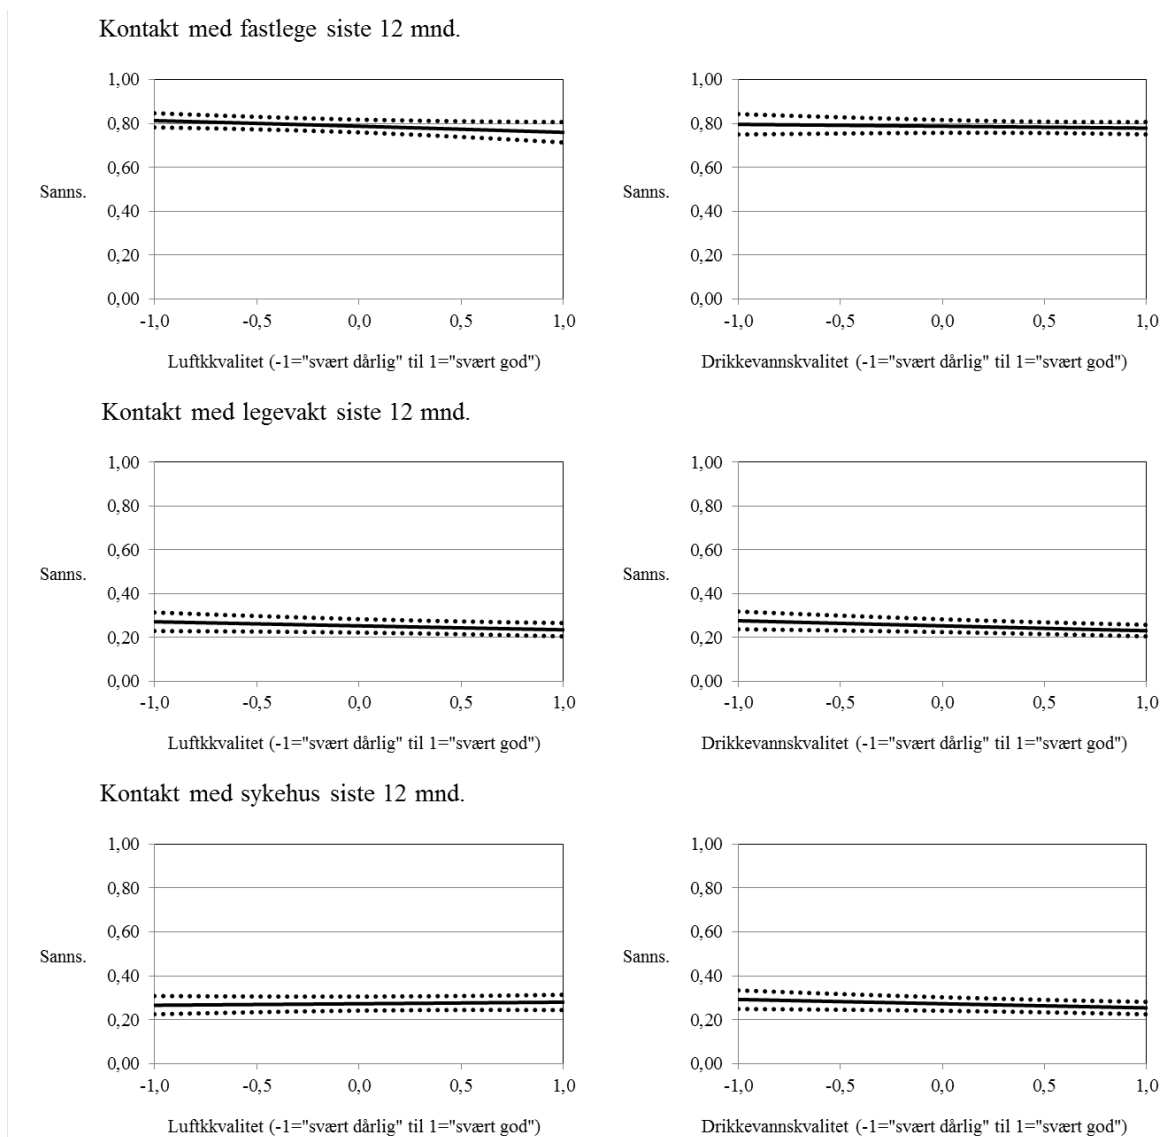 Kontakt med fastlege siste 12 mnd.
1,00
0,80
0,60
Sanns.
0,40
0,20
0,00
-1,0 -0,5 0,0 0,5 1,0
Luftkkvalitet (-1="svært dårlig" til 1="svært god")
1,00
0,80
0,60
Sanns.
0,40
0,20
0,00
-1,0 -0,5 0,0 0,5 1,0
Drikkevannskvalitet (-1="svært dårlig" til 1="svært god")
Kontakt med legevakt siste 12 mnd.
1,00
0,80
0,60
Sanns.
0,40
0,20
0,00
-1,0 -0,5 0,0 0,5 1,0
Luftkkvalitet (-1="svært dårlig" til 1="svært god")
1,00
0,80
0,60
Sanns.
0,40
0,20
0,00
-1,0 -0,5 0,0 0,5 1,0
Drikkevannskvalitet (-1="svært dårlig" til 1="svært god")
Kontakt med sykehus siste 12 mnd.
1,00
0,80
0,60
Sanns.
0,40
0,20
0,00
-1,0 -0,5 0,0 0,5 1,0
Luftkkvalitet (-1="svært dårlig" til 1="svært god")
1,00
0,80
0,60
Sanns.
0,40
0,20
0,00
-1,0 -0,5 0,0 0,5 1,0
Drikkevannskvalitet (-1="svært dårlig" til 1="svært god")